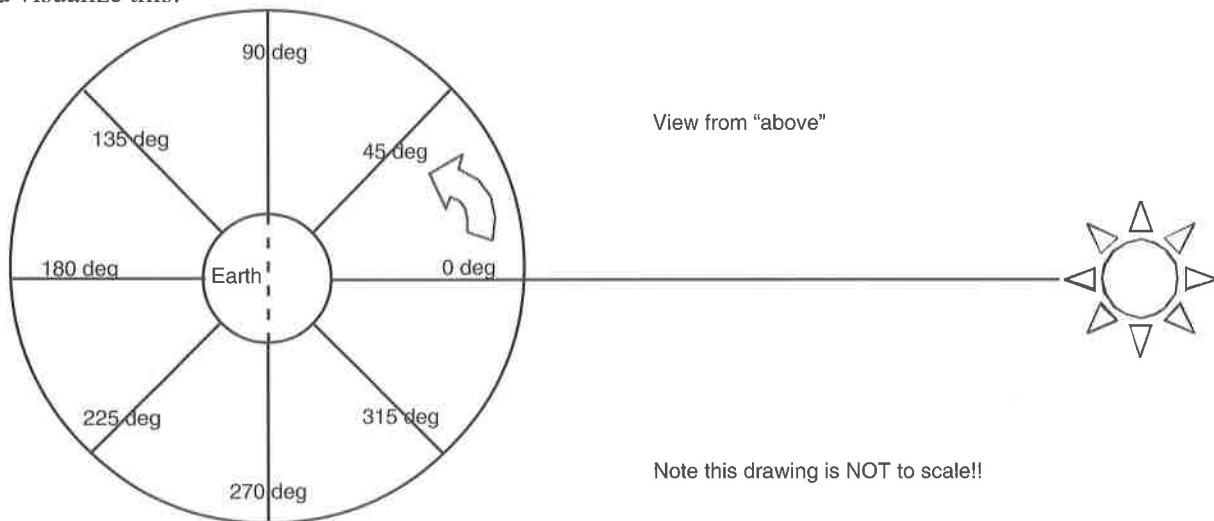 visualize this.
90 deg
135 deg
45 deg
View from “above”
180 deg
Earth
0 deg
225 deg
315 deg
270 deg
Note this drawing is NOT to scale!!